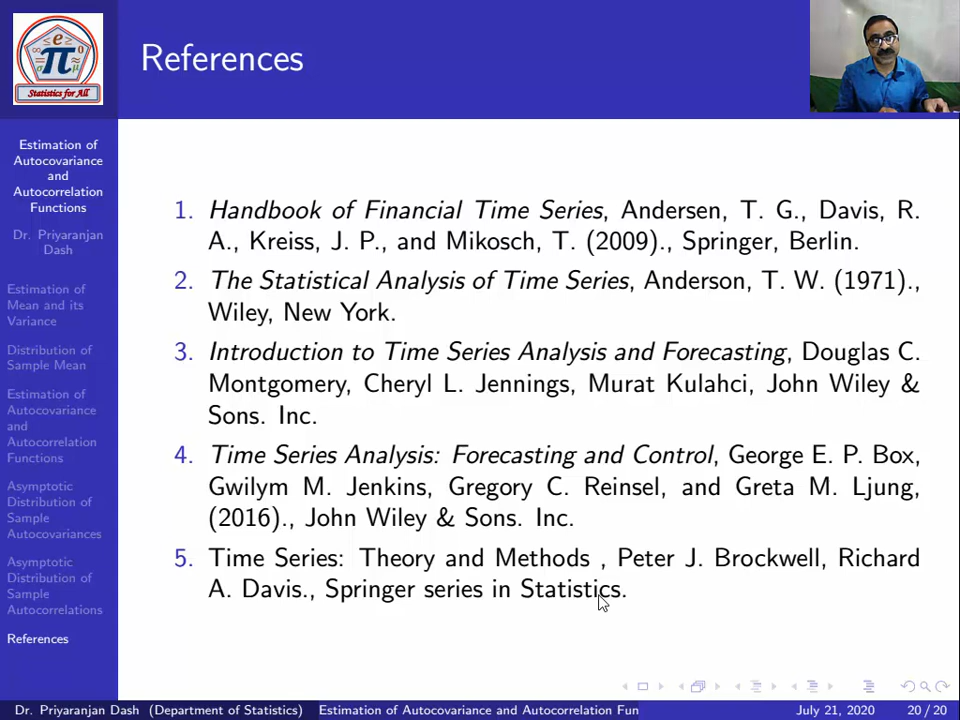 References
Statistics for All
Estimation of
Autocovariance
and
Autocorrelation
Functions
Dr. Priyaranjan
Dash
Estimation of
Mean and its
Variance
Distribution of
Sample Mean
Estimation of
Autocovariance
and
Autocorrelation
Functions
Asymptotic
Distribution of
Sample
Autocovariances
Asymptotic
Distribution of
Sample
Autocorrelations
References
1. Handbook of Financial Time Series, Andersen, T. G., Davis, R.
A., Kreiss, J. P., and Mikosch, T. (2009)., Springer, Berlin.
2. The Statistical Analysis of Time Series, Anderson, T. W. (1971).,
Wiley, New York.
3. Introduction to Time Series Analysis and Forecasting, Douglas C.
Montgomery, Cheryl L. Jennings, Murat Kulahci, John Wiley &
Sons. Inc.
4. Time Series Analysis: Forecasting and Control, George E. P. Box,
Gwilym M. Jenkins, Gregory C. Reinsel, and Greta M. Ljung,
(2016)., John Wiley & Sons. Inc.
5. Time Series: Theory and Methods , Peter J. Brockwell, Richard
A. Davis., Springer series in Statistics.
Dr. Priyaranjan Dash (Department of Statistics) Estimation of Autocovariance and Autocorrelation Fun July 21, 2020 20 / 20